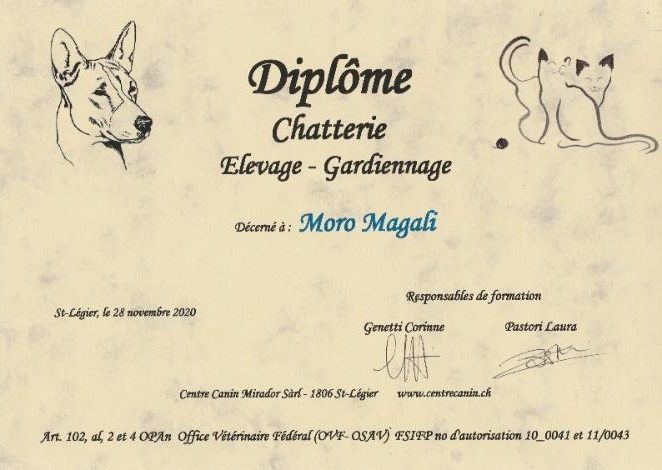 Diplôme
Chatterie
Elevage - Gardiennage
Décerné à : Moro Magali
Responsables de formation
St-Légier, le 28 novembre 2020
Genetti Corinne Pastori Laura
Centre Canin Mirador Sàrl - 1806 St-Légier www.centrecanin.ch
Art. 102, al, 2 et 4 OPAn Office Vétérinaire Fédéral (OVF- OSAV) FSIFP no d'autorisation 10_0041 et 11/0043